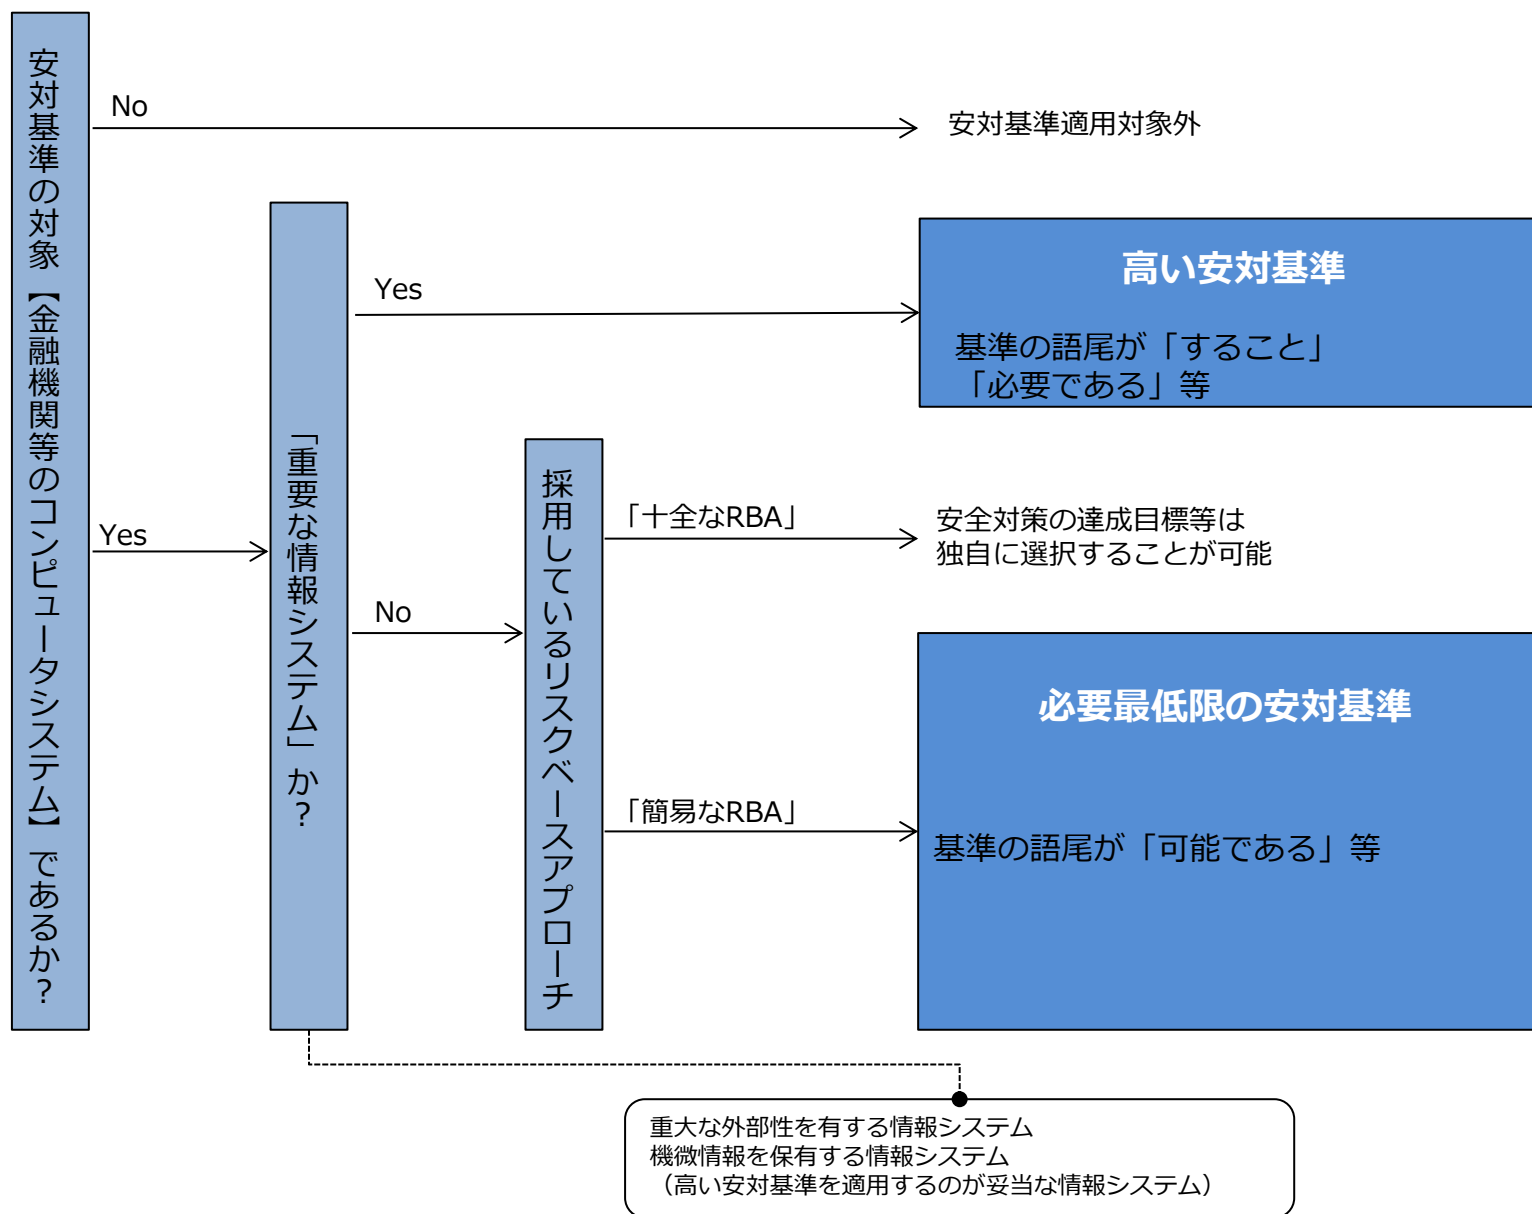 安対基準の対象【金融機関等のコンピュータシステム】であるか？
No
安対基準適用対象外
Yes
「重要な情報システム」か？
Yes
高い安対基準
基準の語尾が「すること」
「必要である」等
No
採用しているリスクベースアプローチ
「十全なRBA」
安全対策の達成目標等は
独自に選択することが可能
「簡易なRBA」
必要最低限の安対基準
基準の語尾が「可能である」等
重大な外部性を有する情報システム
機微情報を保有する情報システム
（高い安対基準を適用するのが妥当な情報システム）